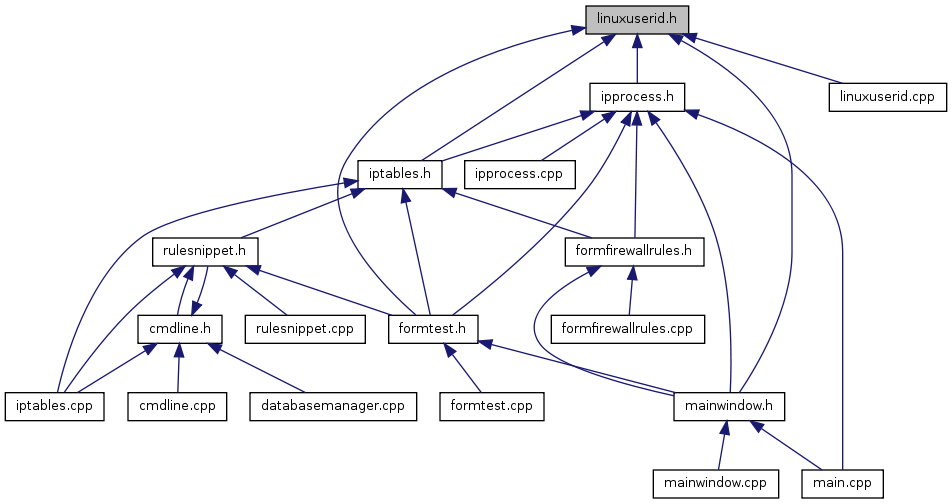 linuxuserid.h
ipprocess.h
linuxuserid.cpp
iptables.h
ipprocess.cpp
rulesnippet.h
formfirewallrules.h
cmdline.h
rulesnippet.cpp
formtest.h
formfirewallrules.cpp
iptables.cpp
cmdline.cpp
databasemanager.cpp
formtest.cpp
mainwindow.h
mainwindow.cpp
main.cpp